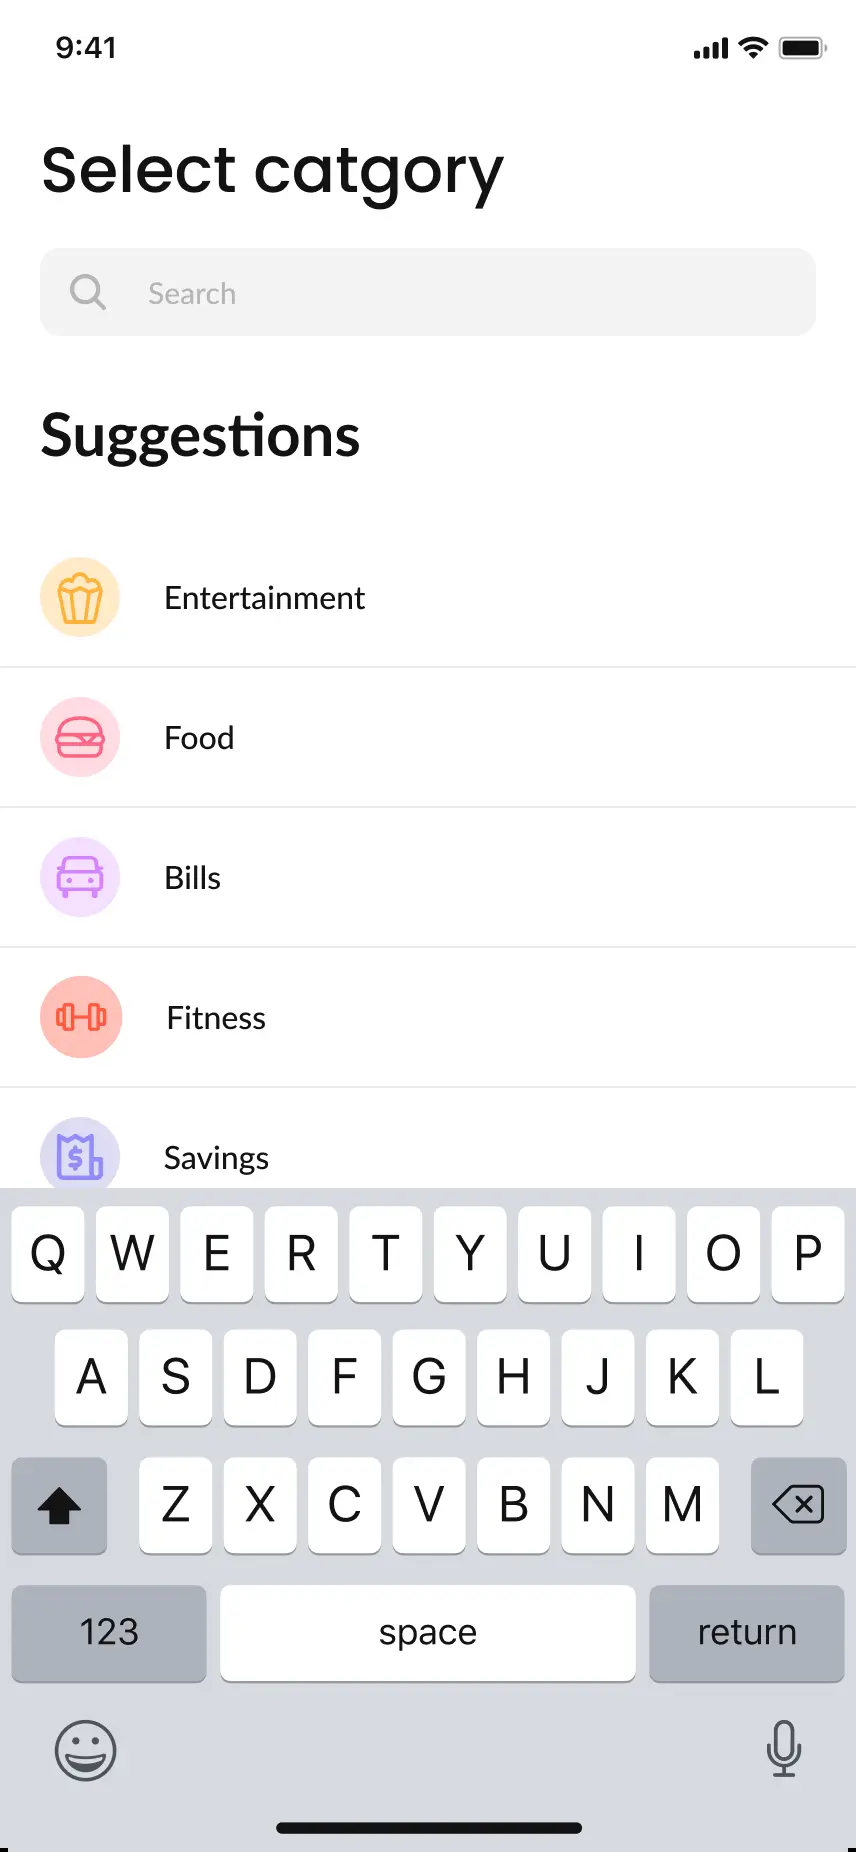 9:41
Select catgory
Search
Suggestions
Entertainment
Food
Bills
Fitness
$
Savings
Q W E R T Y U I O P
A S D F G H J K L
Z X C V B N M
123 space return